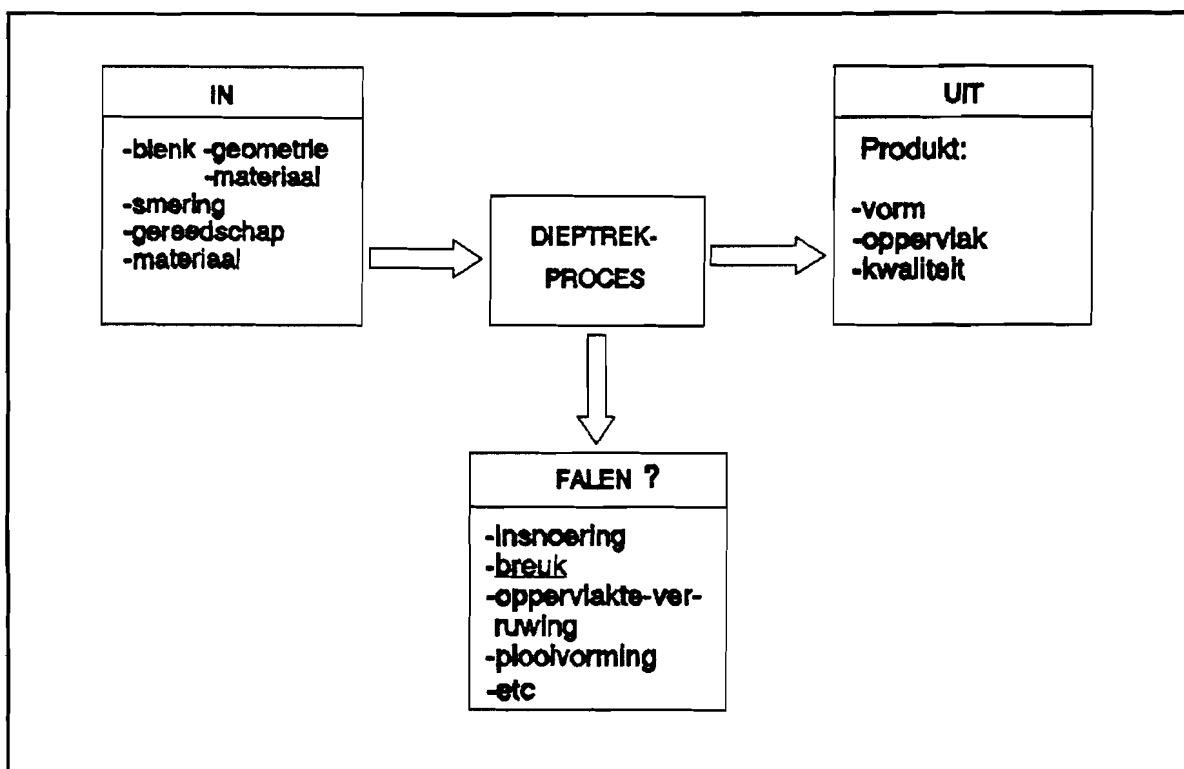 IN
-blenk -geometrie
-materiaal
-smering
-gereedschap
-materiaal
DIEPTREK-
PROCES
UIT
Produkt:
-vorm
-oppervlak
-kwaliteit
FALEN ?
-insnoering
-breuk
-oppervlakte-ver-
ruwing
-plooivorming
-etc